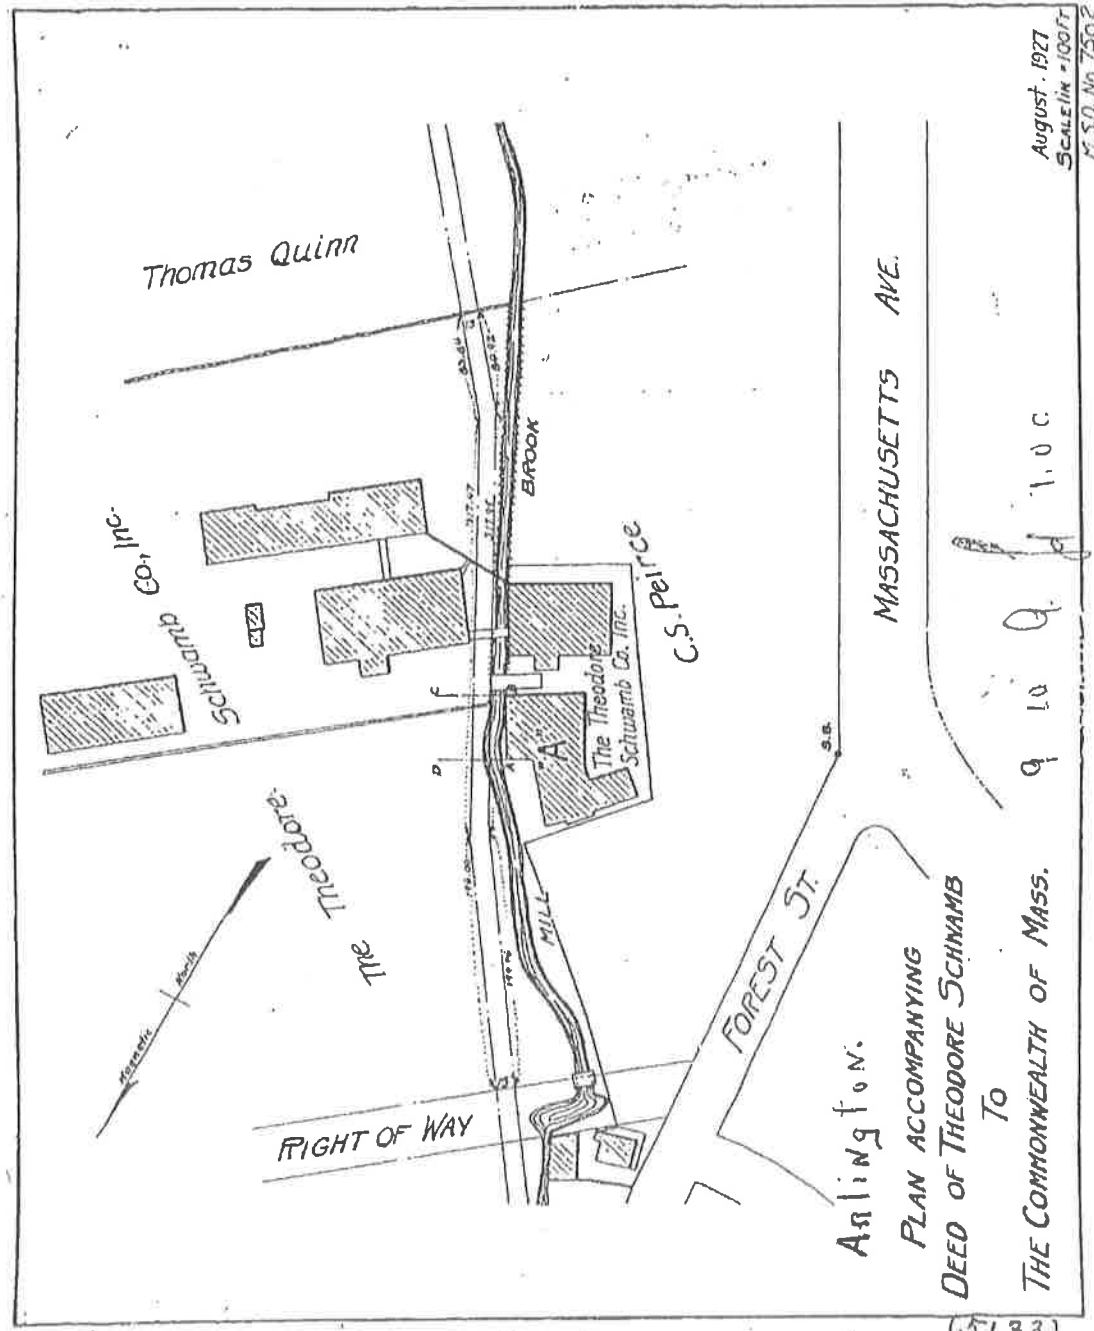 August. 1927
SCALE 1IN = 100FT
M.S.D. No. 7502
Thomas Quinn
BROOK
MASSACHUSETTS AVE.
The Theodore Schwamb Co., Inc.
C.S. Peirce
The Theodore
Schwamb Co. Inc.
"A"
C
D
A
B
S.B.
Magnetic North
MILL
FOREST ST.
RIGHT OF WAY
Arlington.
PLAN ACCOMPANYING
DEED OF THEODORE SCHWAMB
TO
THE COMMONWEALTH OF MASS.